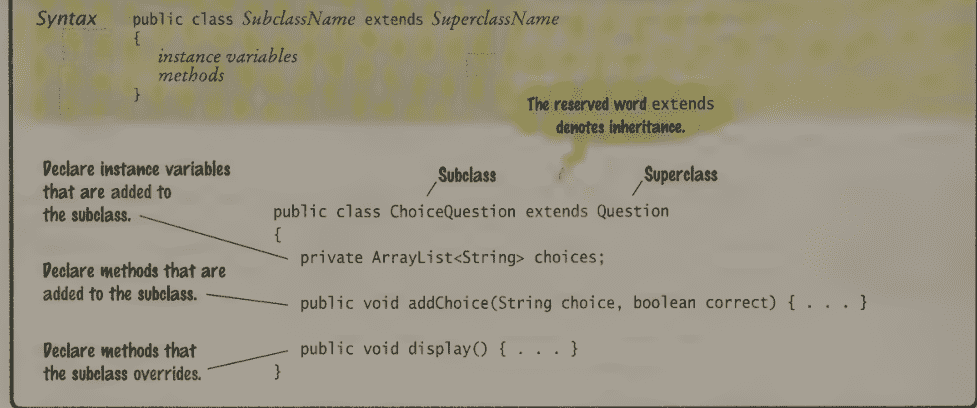 Syntax public class SubclassName extends SuperclassName
{
instance variables
methods
}
The reserved word extends
denotes inheritance.
Declare instance variables
that are added to
the subclass.
Subclass
Superclass
public class ChoiceQuestion extends Question
{
private ArrayList<String> choices;
Declare methods that are
added to the subclass.
public void addChoice(String choice, boolean correct) { . . . }
Declare methods that
the subclass overrides.
public void display() { . . . }
}